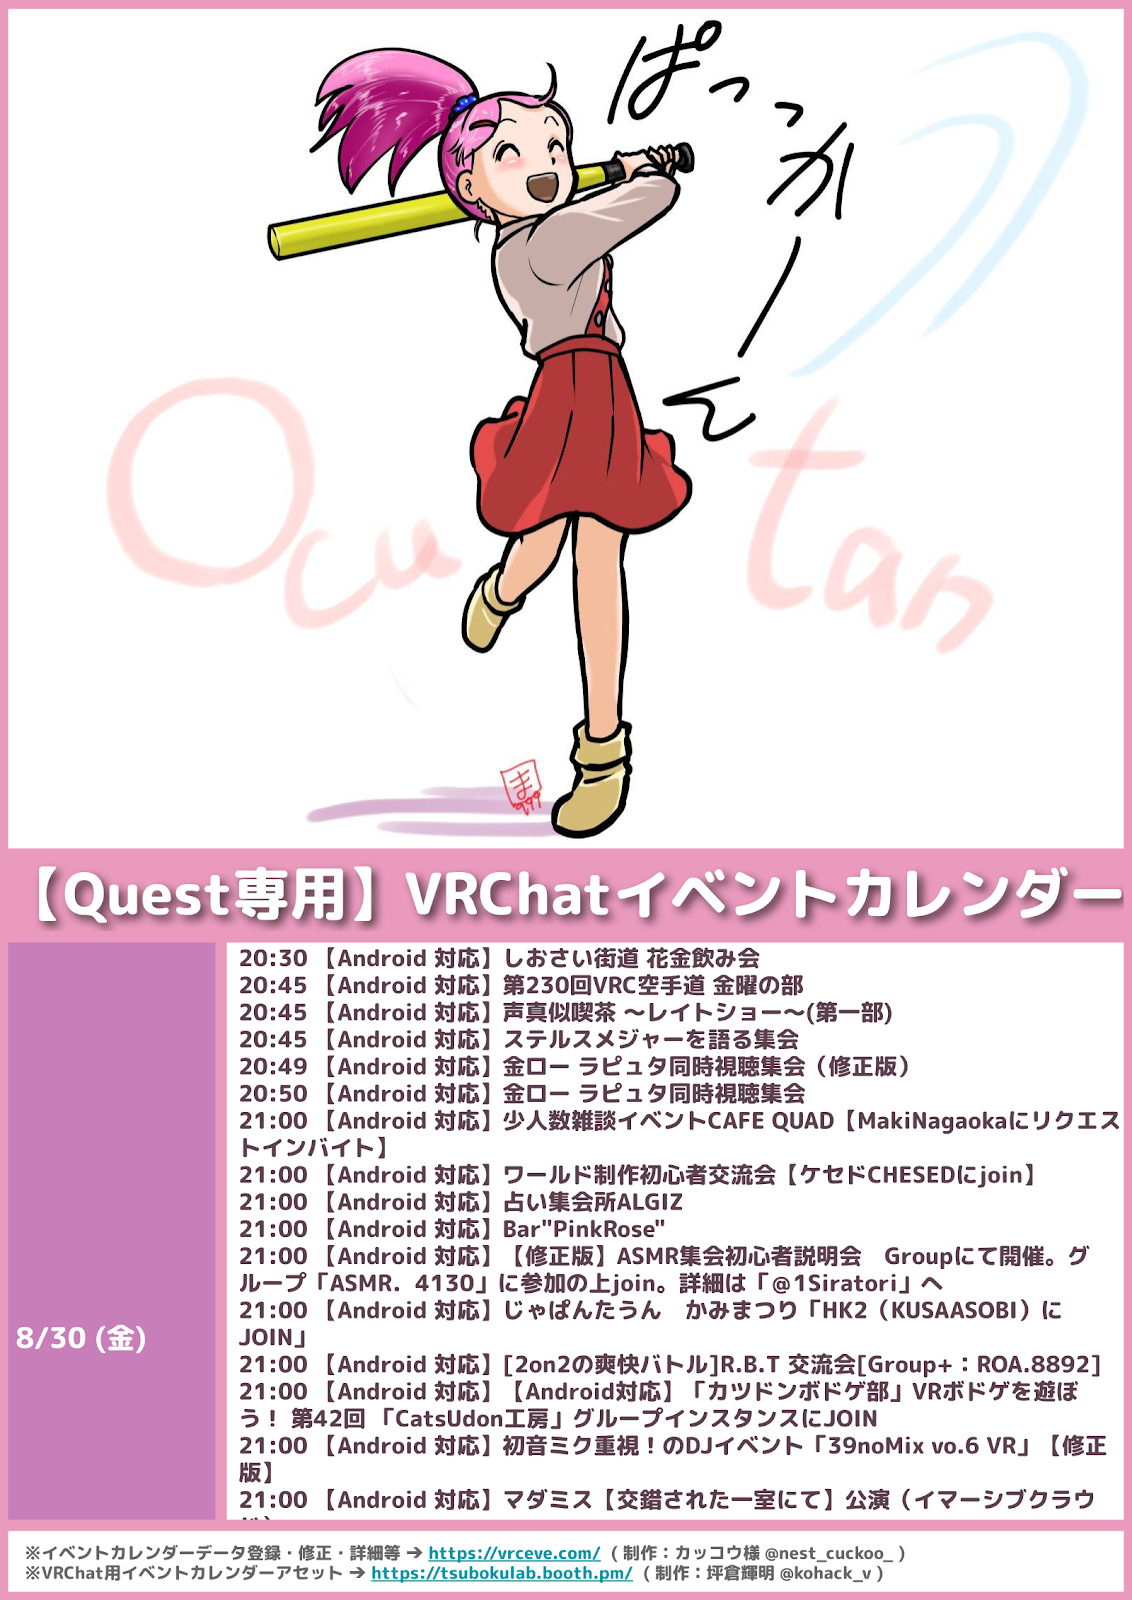 ぱっっかーん
Ocu tan
ま
【Quest専用】VRChatイベントカレンダー
8/30 (金)
20:30 【Android 対応】しおさい街道 花金飲み会
20:45 【Android 対応】第230回VRC空手道 金曜の部
20:45 【Android 対応】声真似喫茶 ～レイトショー～(第一部)
20:45 【Android 対応】ステルスメジャーを語る集会
20:49 【Android 対応】金ロー ラピュタ同時視聴集会（修正版）
20:50 【Android 対応】金ロー ラピュタ同時視聴集会
21:00 【Android 対応】少人数雑談イベントCAFE QUAD【MakiNagaokaにリクエス
トインバイト】
21:00 【Android 対応】ワールド制作初心者交流会【ケセドCHESEDにjoin】
21:00 【Android 対応】占い集会所ALGIZ
21:00 【Android 対応】Bar"PinkRose"
21:00 【Android 対応】【修正版】ASMR集会初心者説明会　Groupにて開催。グ
ループ「ASMR．4130」に参加の上join。詳細は「＠1Siratori」へ
21:00 【Android 対応】じゃぱんたうん　かみまつり「HK2（KUSAASOBI）に
JOIN」
21:00 【Android 対応】[2on2の爽快バトル]R.B.T 交流会[Group+：ROA.8892]
21:00 【Android 対応】【Android対応】「カツドンボドゲ部」VRボドゲを遊ぼ
う！ 第42回 「CatsUdon工房」グループインスタンスにJOIN
21:00 【Android 対応】初音ミク重視！のDJイベント「39noMix vo.6 VR」【修正
版】
21:00 【Android 対応】マダミス【交錯された一室にて】公演（イマーシブクラウ
※イベントカレンダーデータ登録・修正・詳細等 ➔ https://vrceve.com/ （制作：カッコウ様 @nest_cuckoo_ ）
※VRChat用イベントカレンダーアセット ➔ https://tsubokulab.booth.pm/ （制作：坪倉輝明 @kohack_v ）